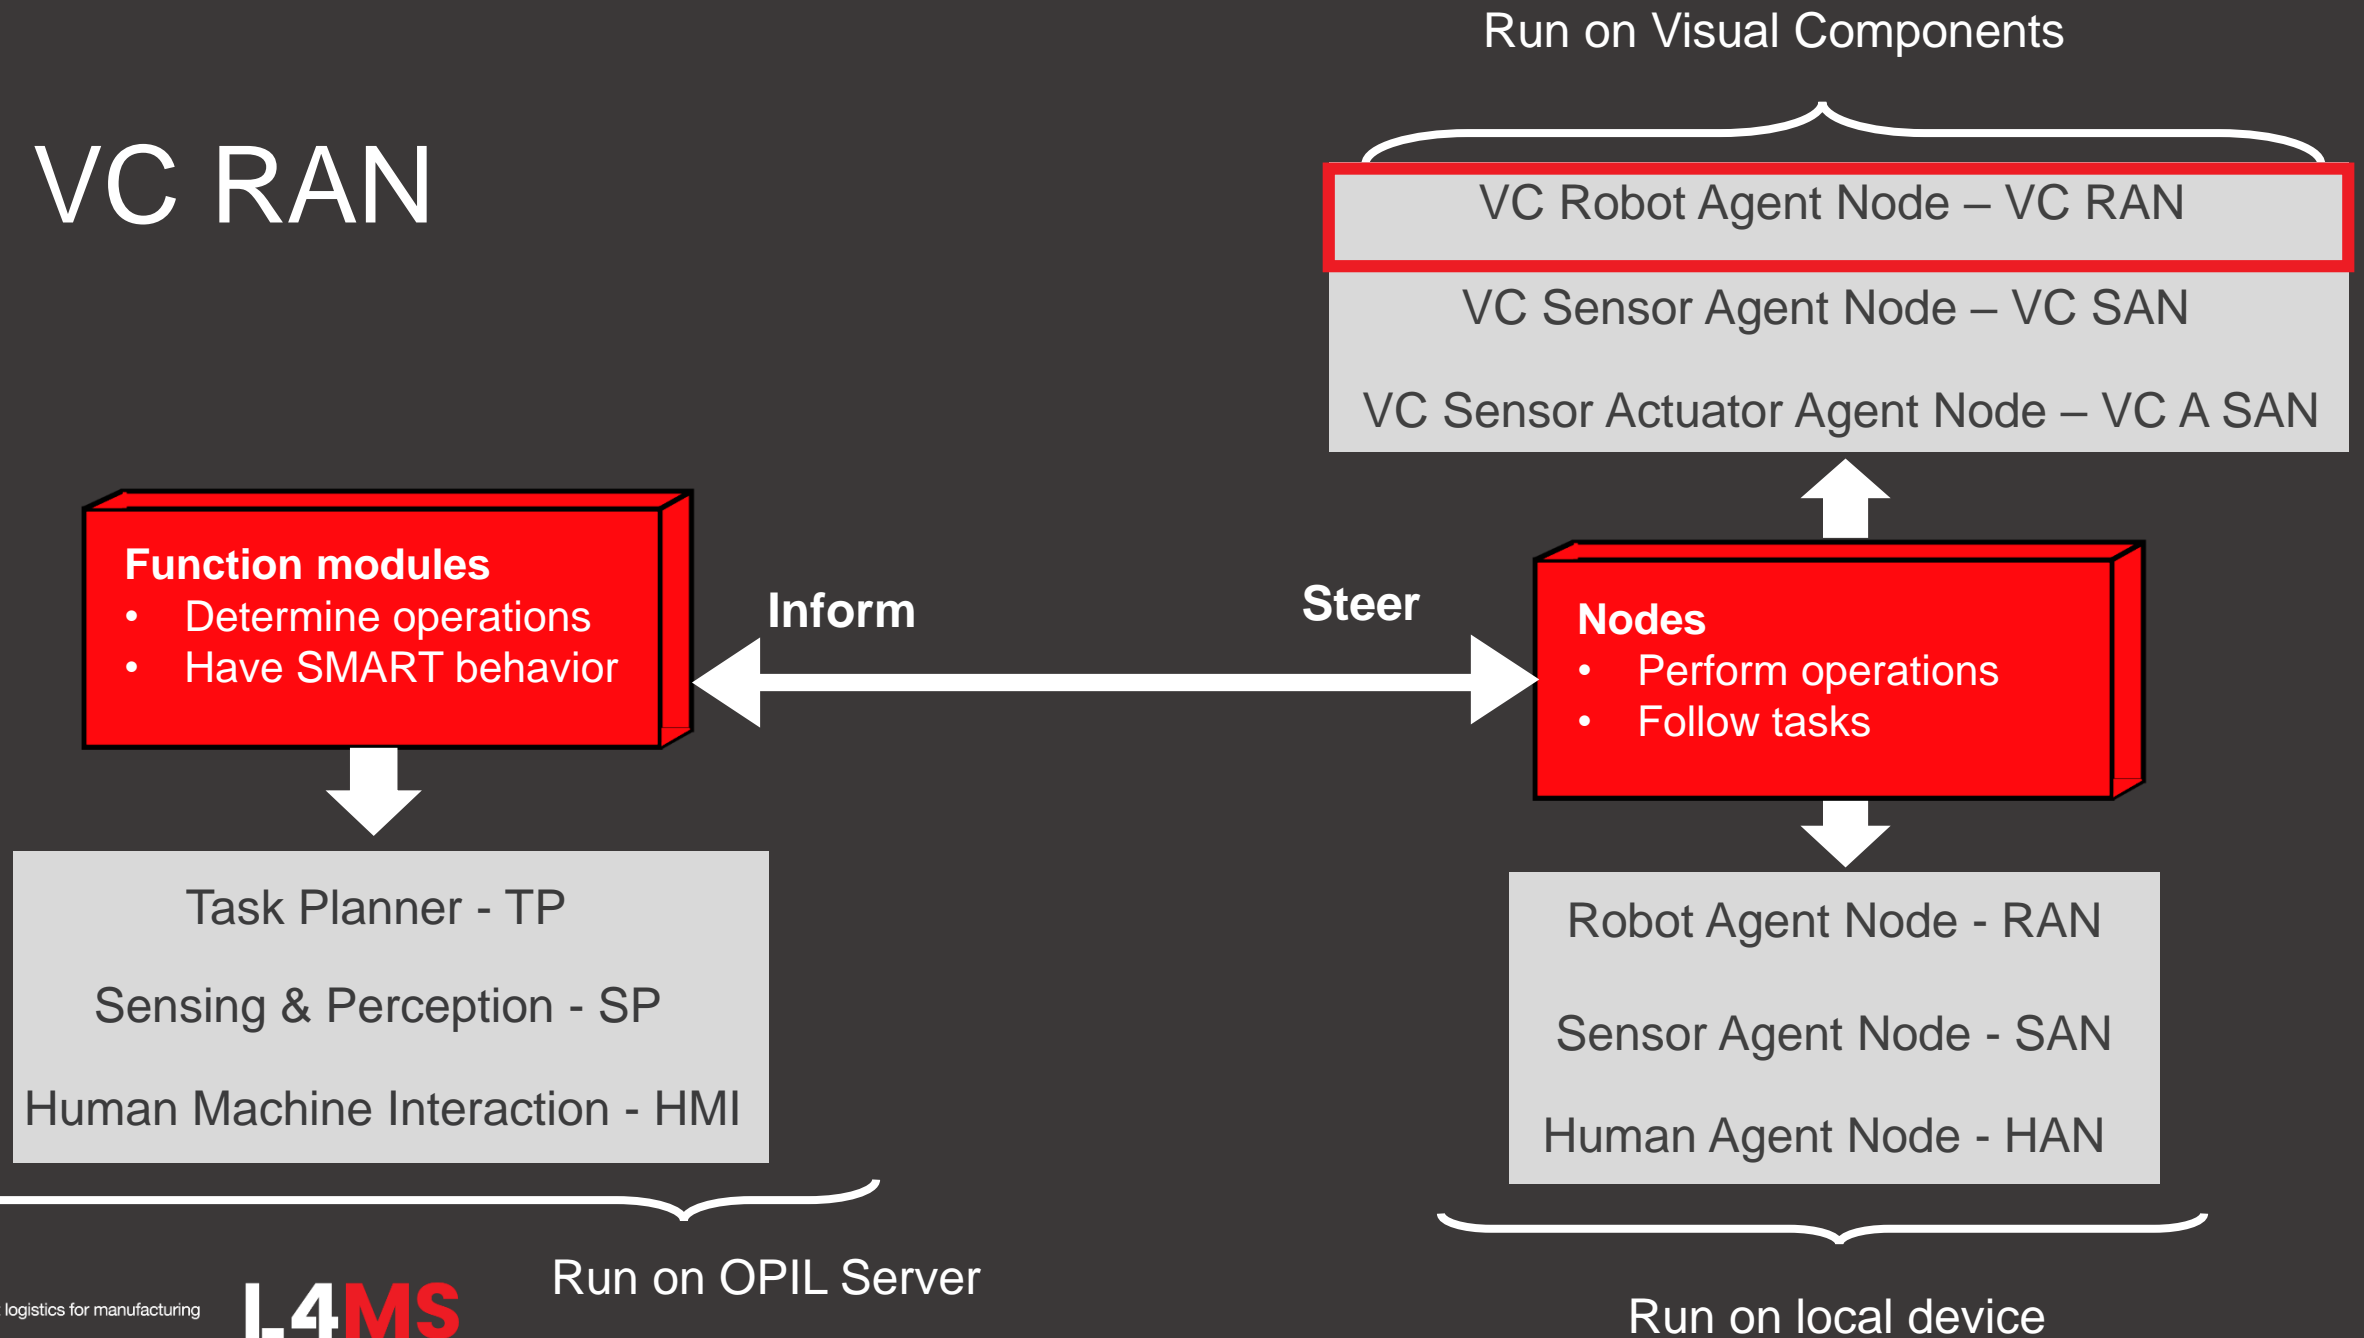 Run on Visual Components
VC RAN
VC Robot Agent Node – VC RAN
VC Sensor Agent Node – VC SAN
VC Sensor Actuator Agent Node – VC A SAN
Function modules
• Determine operations
• Have SMART behavior
Inform
Steer
Nodes
• Perform operations
• Follow tasks
Task Planner - TP
Sensing & Perception - SP
Human Machine Interaction - HMI
Robot Agent Node - RAN
Sensor Agent Node - SAN
Human Agent Node - HAN
Run on OPIL Server
Run on local device
logistics for manufacturing
L4MS